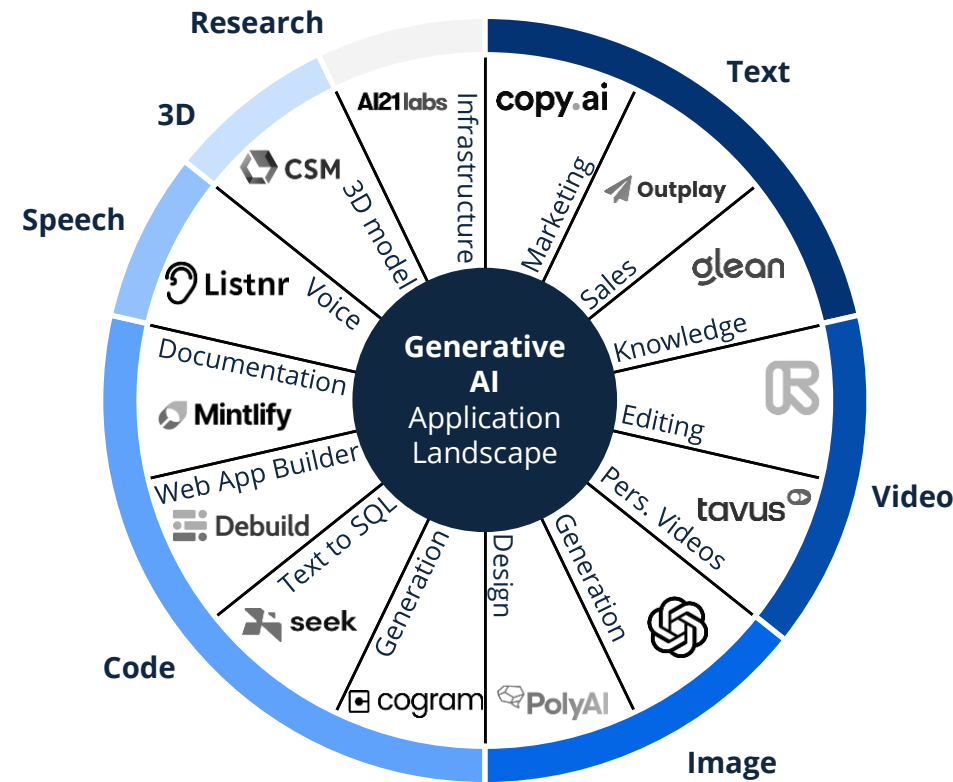 Research
Text
3D
Speech
Video
Code
Image
Generative
AI
Application
Landscape
copy.ai
Marketing
Outplay
Sales
glean
Knowledge
Editing
tavus
Pers. Videos
Generation
PolyAI
Design
cogram
Generation
seek
Text to SQL
Debuild
Web App Builder
Mintlify
Documentation
Listnr
Voice
CSM
3D model
AI21labs
Infrastructure